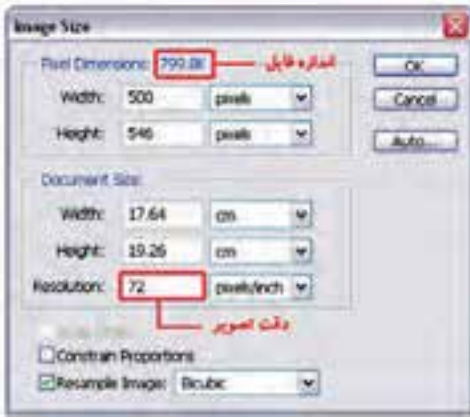 Image Size
Pixel Dimensions: 799.8K اندازه فایل
Width: 500 pixels
Height: 546 pixels
OK
Cancel
Auto...
Document Size:
Width: 17.64 cm
Height: 19.26 cm
Resolution: 72 pixels/inch
دقت تصویر
Constrain Proportions
Resample Image: Bicubic